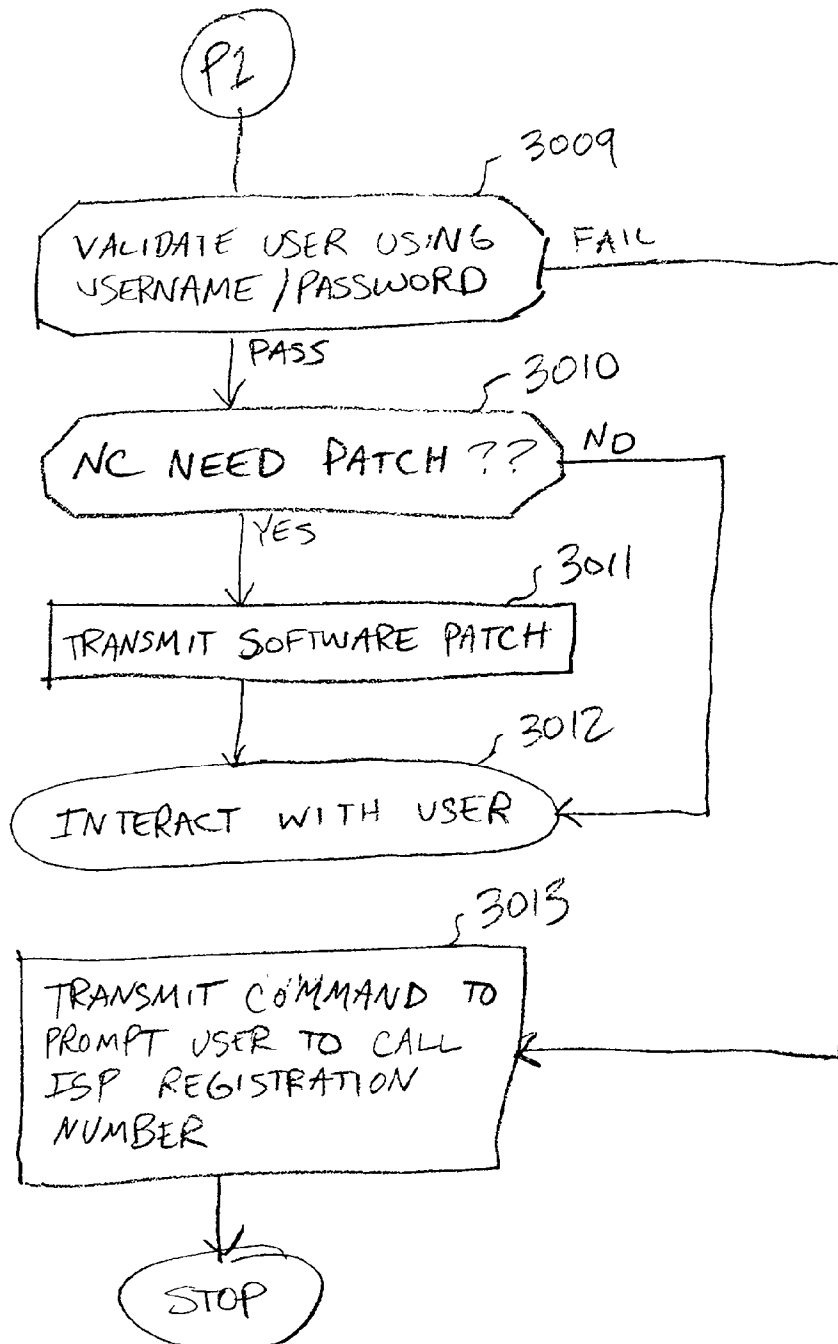 P1
3009
VALIDATE USER USING
USERNAME / PASSWORD
FAIL
PASS
3010
NC NEED PATCH ??
NO
YES
3011
TRANSMIT SOFTWARE PATCH
3012
INTERACT WITH USER
3013
TRANSMIT COMMAND TO
PROMPT USER TO CALL
ISP REGISTRATION
NUMBER
STOP